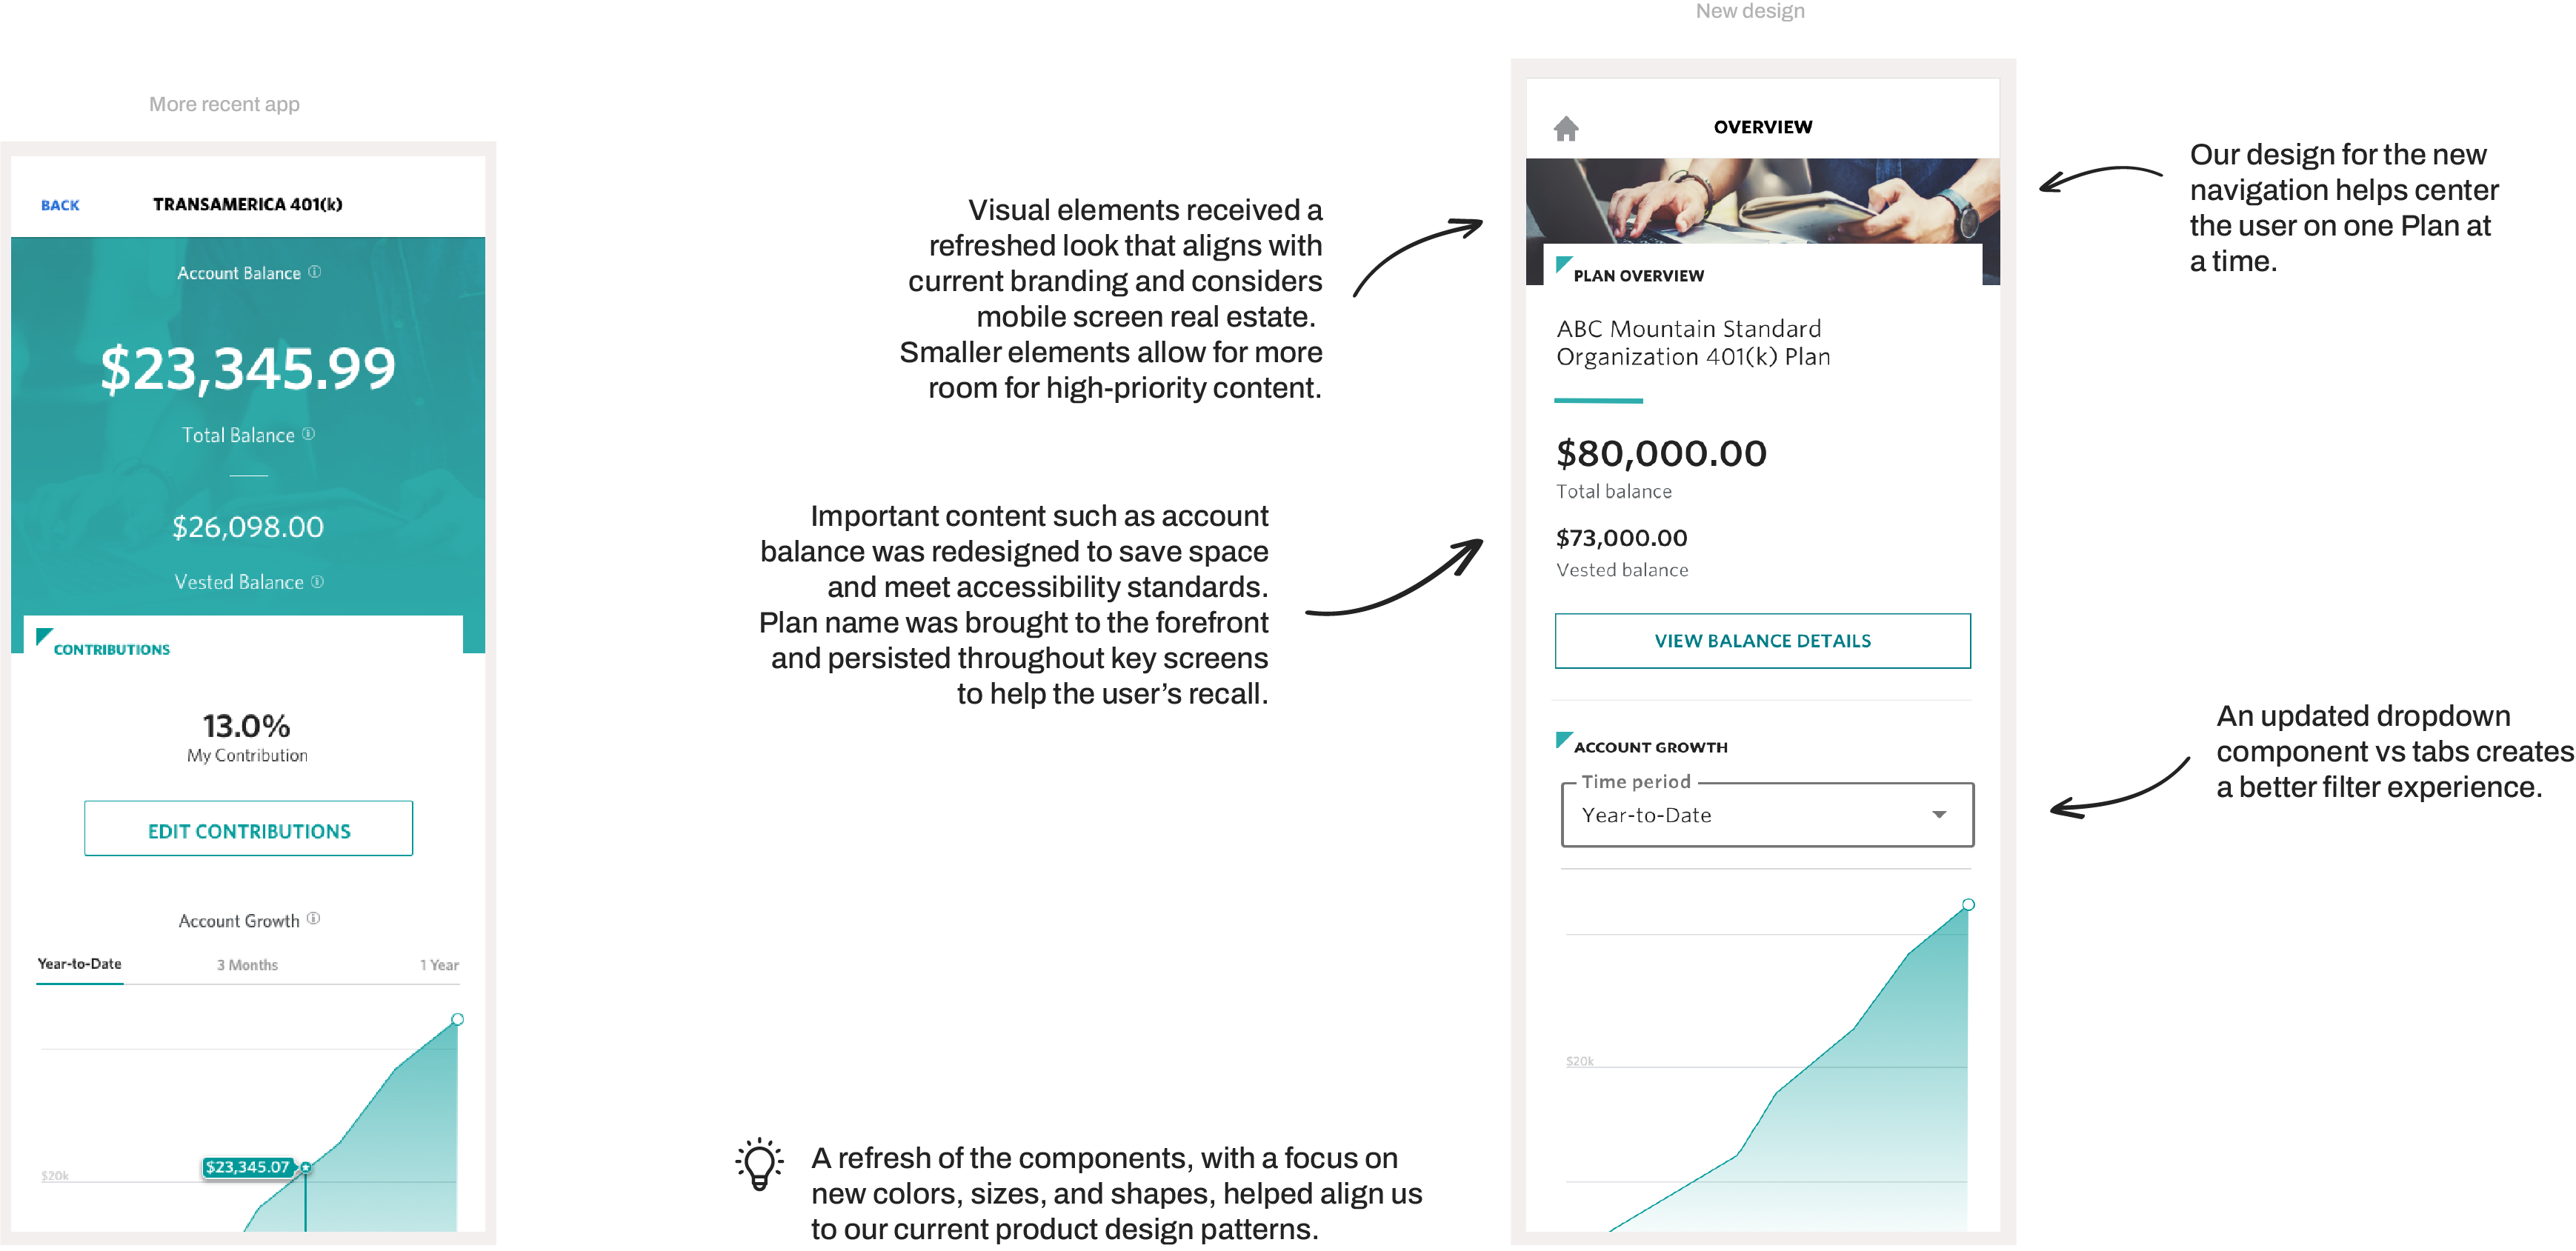 New design
More recent app
BACK
TRANSAMERICA 401(k)
Account Balance
$23,345.99
Total Balance
$26,098.00
Vested Balance
CONTRIBUTIONS
13.0%
My Contribution
EDIT CONTRIBUTIONS
Account Growth
Year-to-Date 3 Months 1 Year
$23,345.07
$20k
Visual elements received a
refreshed look that aligns with
current branding and considers
mobile screen real estate.
Smaller elements allow for more
room for high-priority content.
Important content such as account
balance was redesigned to save space
and meet accessibility standards.
Plan name was brought to the forefront
and persisted throughout key screens
to help the user’s recall.
A refresh of the components, with a focus on
new colors, sizes, and shapes, helped align us
to our current product design patterns.
OVERVIEW
PLAN OVERVIEW
ABC Mountain Standard
Organization 401(k) Plan
$80,000.00
Total balance
$73,000.00
Vested balance
VIEW BALANCE DETAILS
ACCOUNT GROWTH
Time period
Year-to-Date
$20k
Our design for the new
navigation helps center
the user on one Plan at
a time.
An updated dropdown
component vs tabs creates
a better filter experience.